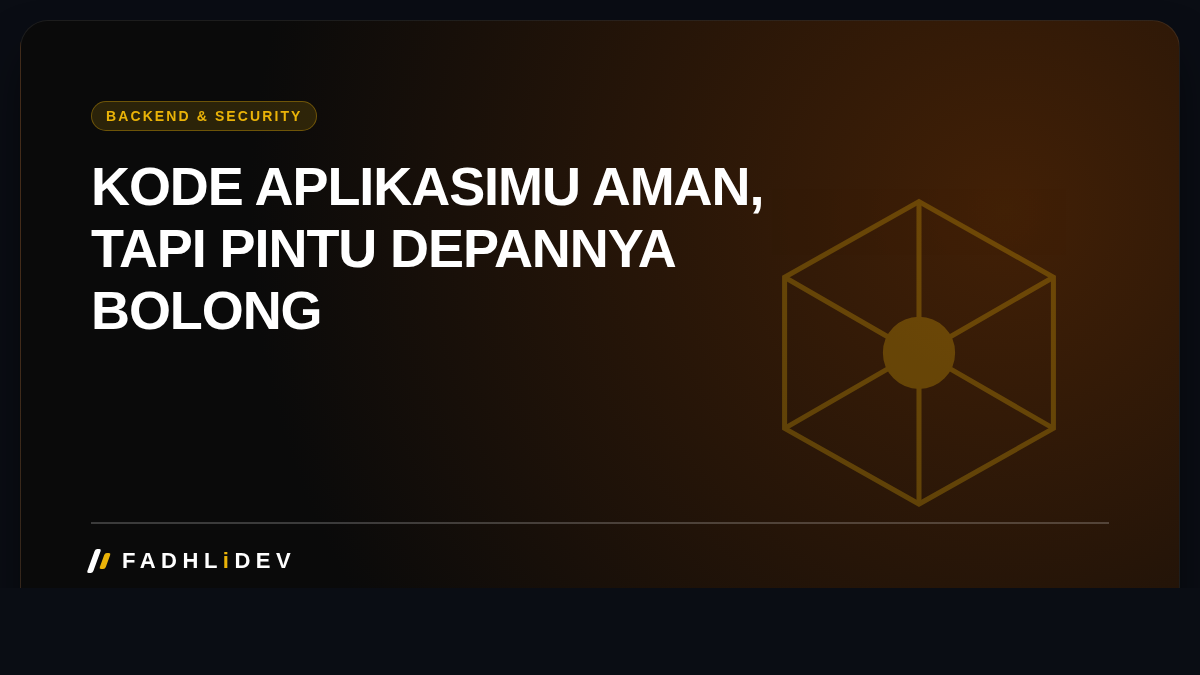 BACKEND & SECURITY
KODE APLIKASIMU AMAN,
TAPI PINTU DEPANNYA
BOLONG
FADHLiDEV